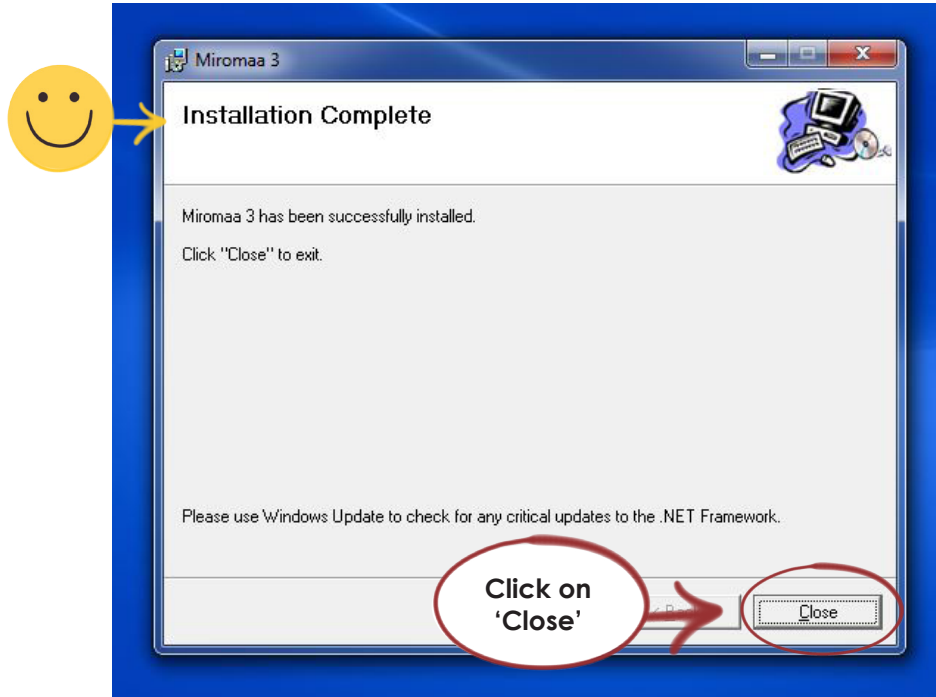 Miromaa 3
Installation Complete
Miromaa 3 has been successfully installed.
Click "Close" to exit.
Please use Windows Update to check for any critical updates to the .NET Framework.
Click on
‘Close’
Close